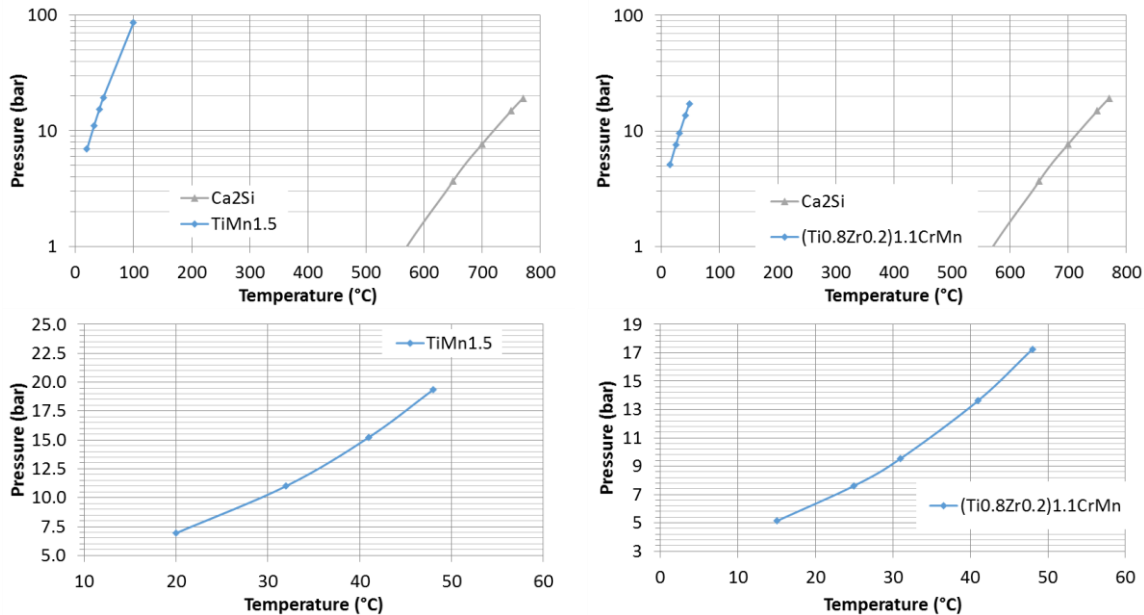 100
10
1
Pressure (bar)
Ca2Si
TiMn1.5
0 100 200 300 400 500 600 700 800
Temperature (°C)
100
10
1
Pressure (bar)
Ca2Si
(Ti0.8Zr0.2)1.1CrMn
0 100 200 300 400 500 600 700 800
Temperature (°C)
25.0
22.5
20.0
17.5
15.0
12.5
10.0
7.5
5.0
Pressure (bar)
TiMn1.5
10 20 30 40 50 60
Temperature (°C)
19
17
15
13
11
9
7
5
3
Pressure (bar)
(Ti0.8Zr0.2)1.1CrMn
0 10 20 30 40 50 60
Temperature (°C)